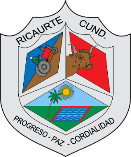 RICAURTE CUND.
PROGRESO - PAZ - CORDIALIDAD